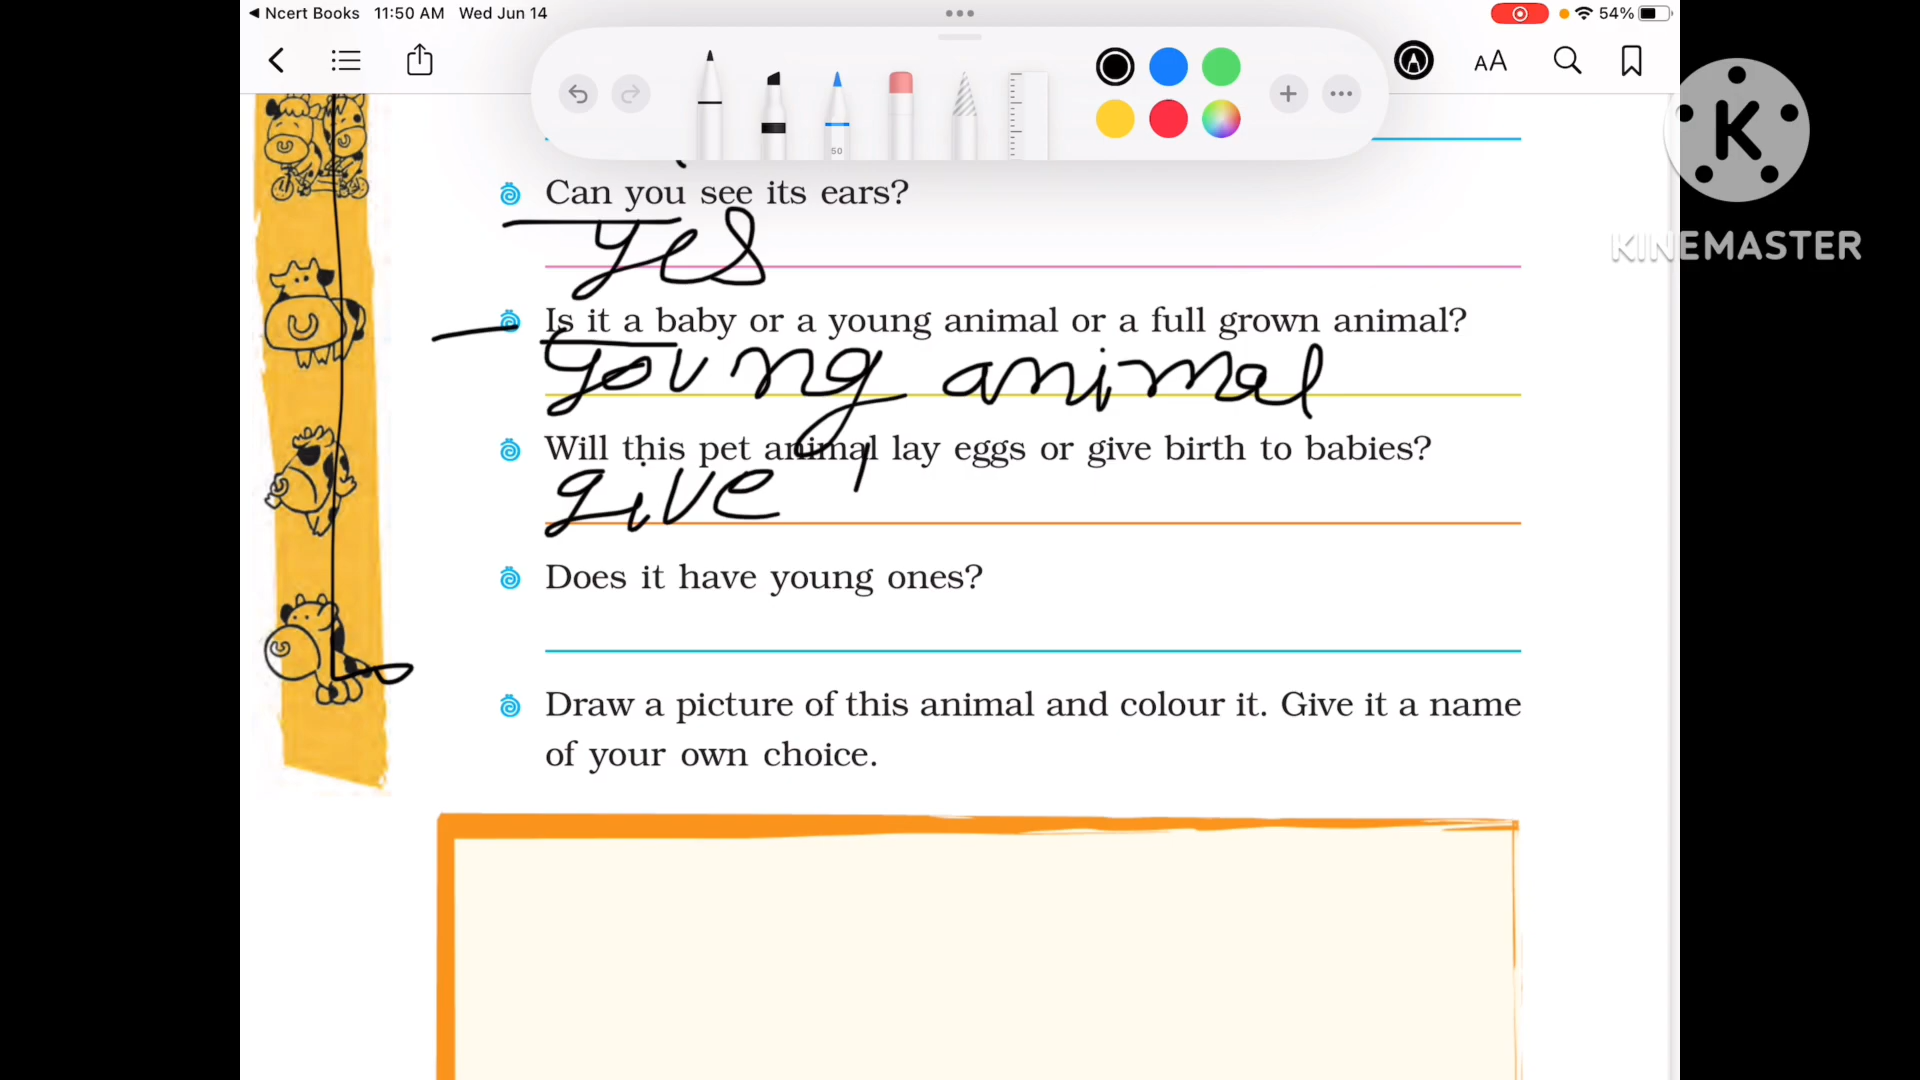 Ncert Books 11:50 AM Wed Jun 14 54%
AA
50
K
KINEMASTER
Can you see its ears?
yes
Is it a baby or a young animal or a full grown animal?
young animal
Will this pet animal lay eggs or give birth to babies?
give
Does it have young ones?
Draw a picture of this animal and colour it. Give it a name
of your own choice.